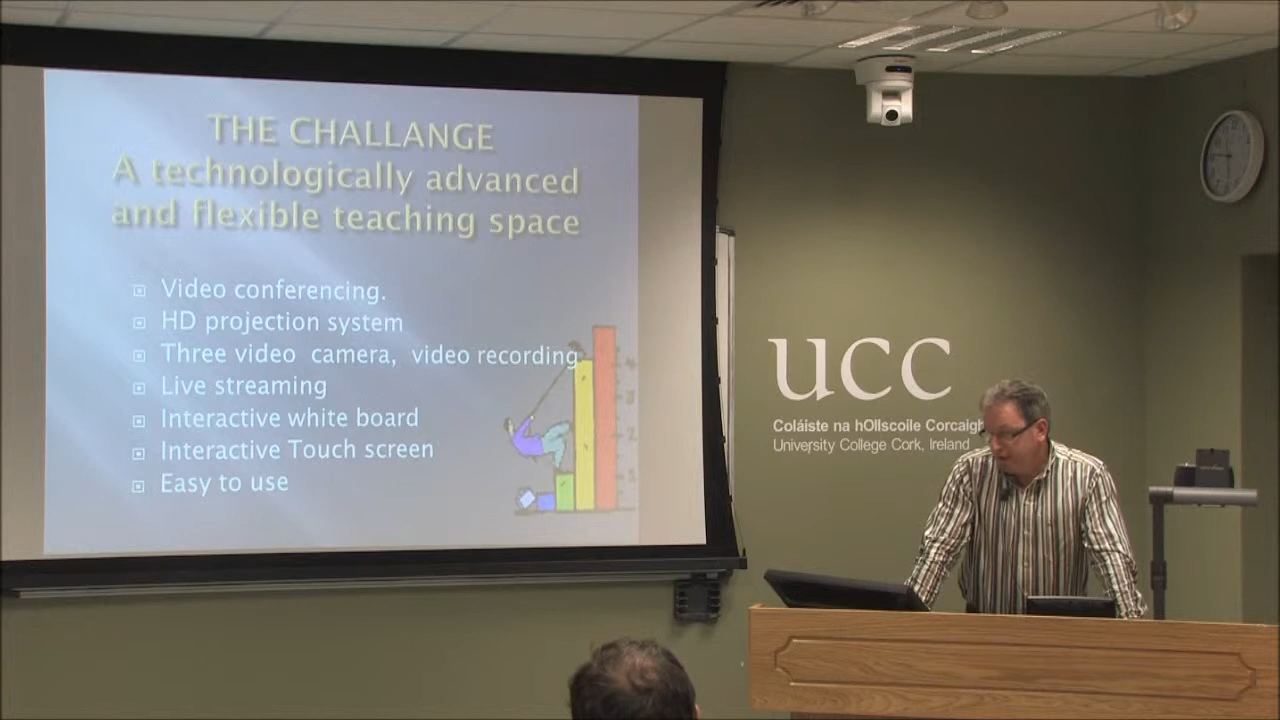 THE CHALLANGE
A technologically advanced
and flexible teaching space
Video conferencing.
HD projection system
Three video camera, video recording
Live streaming
Interactive white board
Interactive Touch screen
Easy to use
UCC
Coláiste na hOllscoile Corcaigh
University College Cork, Ireland